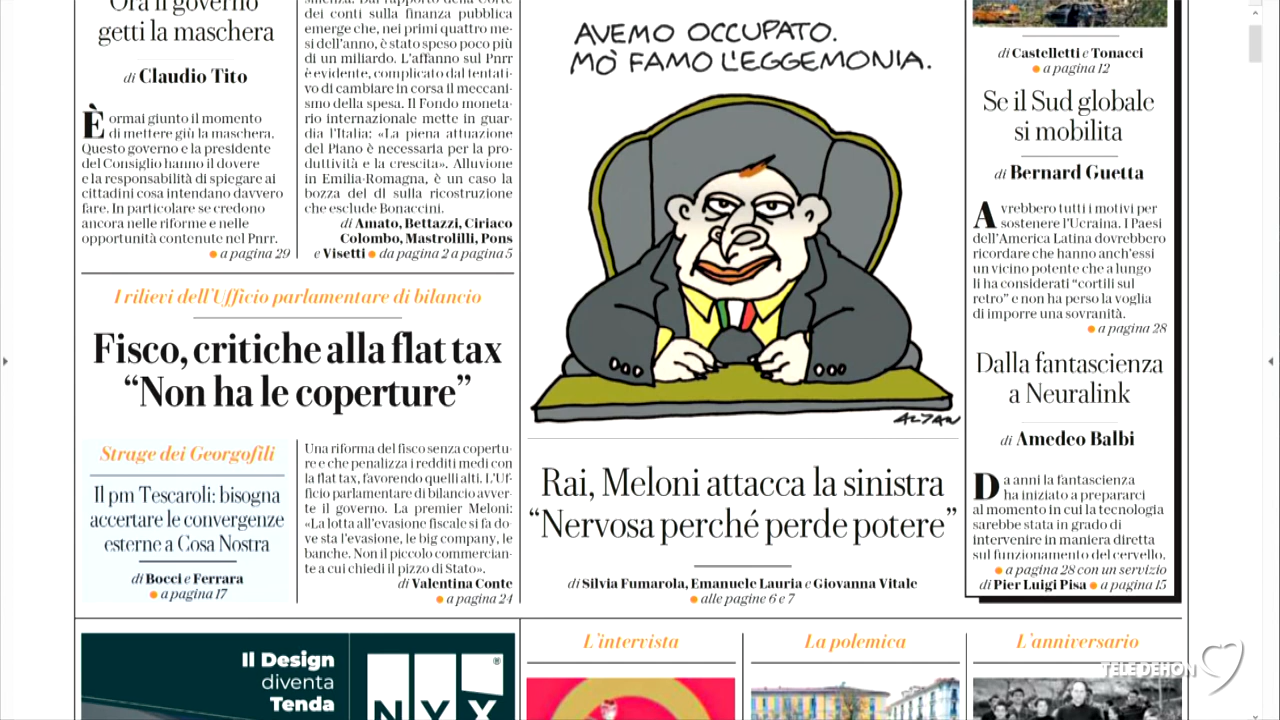 Ora il governo
getti la maschera
di Claudio Tito
È ormai giunto il momento
di mettere giù la maschera.
Questo governo e la presidente
del Consiglio hanno il dovere
e la responsabilità di spiegare ai
cittadini cosa intendano davvero
fare. In particolare se credono
ancora nelle riforme e nelle
opportunità contenute nel Pnrr.
a pagina 29
dei conti sulla finanza pubblica
emerge che, nei primi quattro me-
si dell'anno, è stato speso poco più
di un miliardo. L'affanno sul Pnrr
è evidente, complicato dal tentati-
vo di cambiare in corsa il meccani-
smo della spesa. Il Fondo moneta-
rio internazionale mette in guar-
dia l'Italia: «La piena attuazione
del Piano è necessaria per la pro-
duttività e la crescita». Alluvione
in Emilia-Romagna, è un caso la
bozza del dl sulla ricostruzione
che esclude Bonaccini.
di Amato, Bettazzi, Ciriaco
Colombo, Mastrolilli, Pons
e Visetti da pagina 2 a pagina 5
I rilievi dell'Ufficio parlamentare di bilancio
Fisco, critiche alla flat tax
“Non ha le coperture”
Strage dei Georgofili
Il pm Tescaroli: bisogna
accertare le convergenze
esterne a Cosa Nostra
di Bocci e Ferrara
a pagina 17
Una riforma del fisco senza copertu-
re e che penalizza i redditi medi con
la flat tax, favorendo quelli alti. L'Uf-
ficio parlamentare di bilancio avver-
te il governo. La premier Meloni:
«La lotta all'evasione fiscale si fa do-
ve sta l'evasione, le big company, le
banche. Non il piccolo commercian-
te a cui chiedi il pizzo di Stato».
di Valentina Conte
a pagina 24
AVEMO OCCUPATO.
MÒ FAMO L'EGGEMONIA.
ALTAN
Rai, Meloni attacca la sinistra
“Nervosa perché perde potere”
di Silvia Fumarola, Emanuele Lauria e Giovanna Vitale
alle pagine 6 e 7
di Castelletti e Tonacci
a pagina 12
Se il Sud globale
si mobilita
di Bernard Guetta
Avrebbero tutti i motivi per
sostenere l'Ucraina. I Paesi
dell'America Latina dovrebbero
ricordare che hanno anch'essi
un vicino potente che a lungo
li ha considerati “cortili sul
retro” e non ha perso la voglia
di imporre una sovranità.
a pagina 28
Dalla fantascienza
a Neuralink
di Amedeo Balbi
Da anni la fantascienza
ha iniziato a prepararci
al momento in cui la tecnologia
sarebbe stata in grado di
intervenire in maniera diretta
sul funzionamento del cervello.
a pagina 28 con un servizio
di Pier Luigi Pisa a pagina 15
Il Design
diventa
Tenda
NYX
®
L'intervista
La polemica
L'anniversario
TELEDEHON